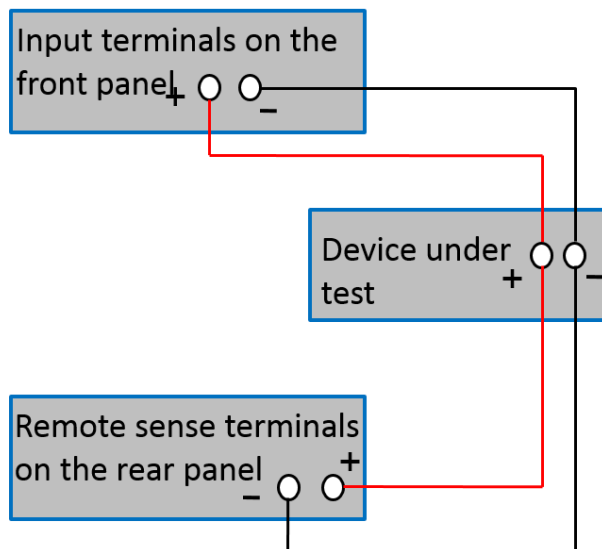 Input terminals on the
front panel
+ −
Device under
test
+ −
Remote sense terminals
on the rear panel
− +